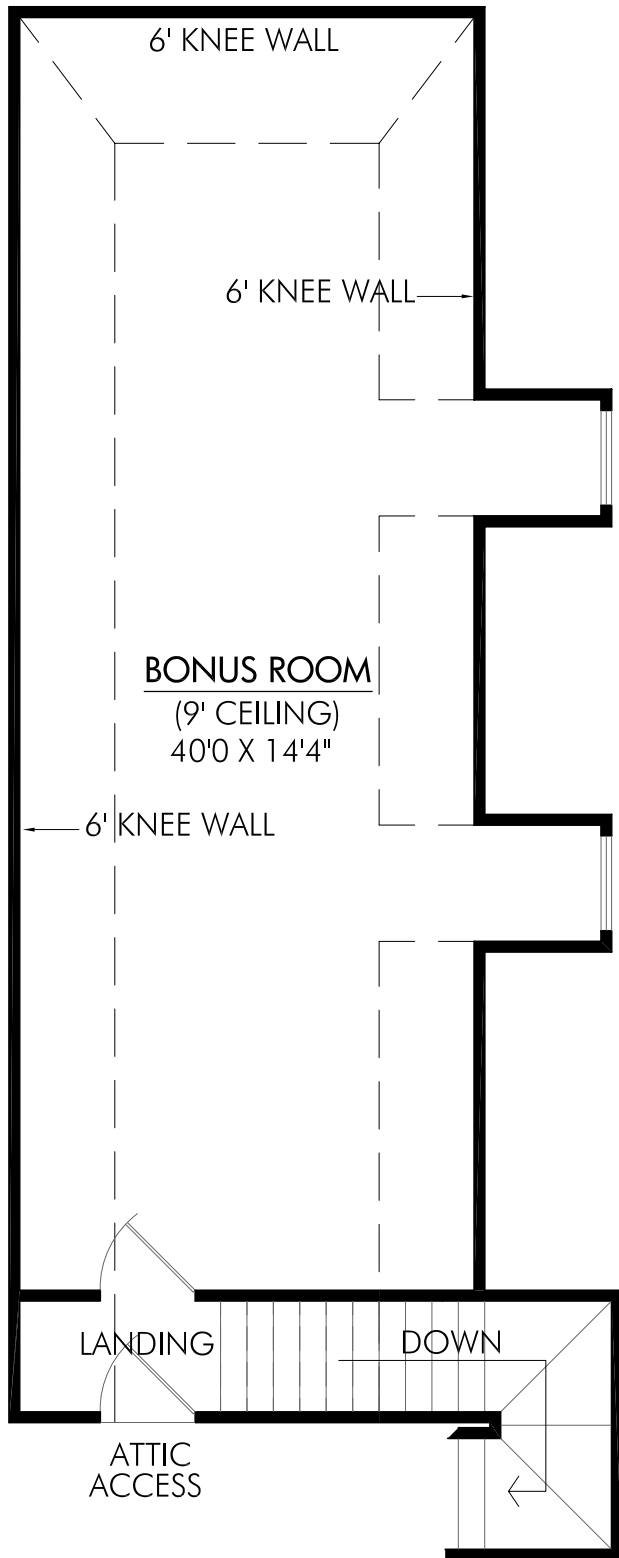 6' KNEE WALL
6' KNEE WALL
BONUS ROOM
(9' CEILING)
40'0 X 14'4"
6' KNEE WALL
LANDING
DOWN
ATTIC
ACCESS